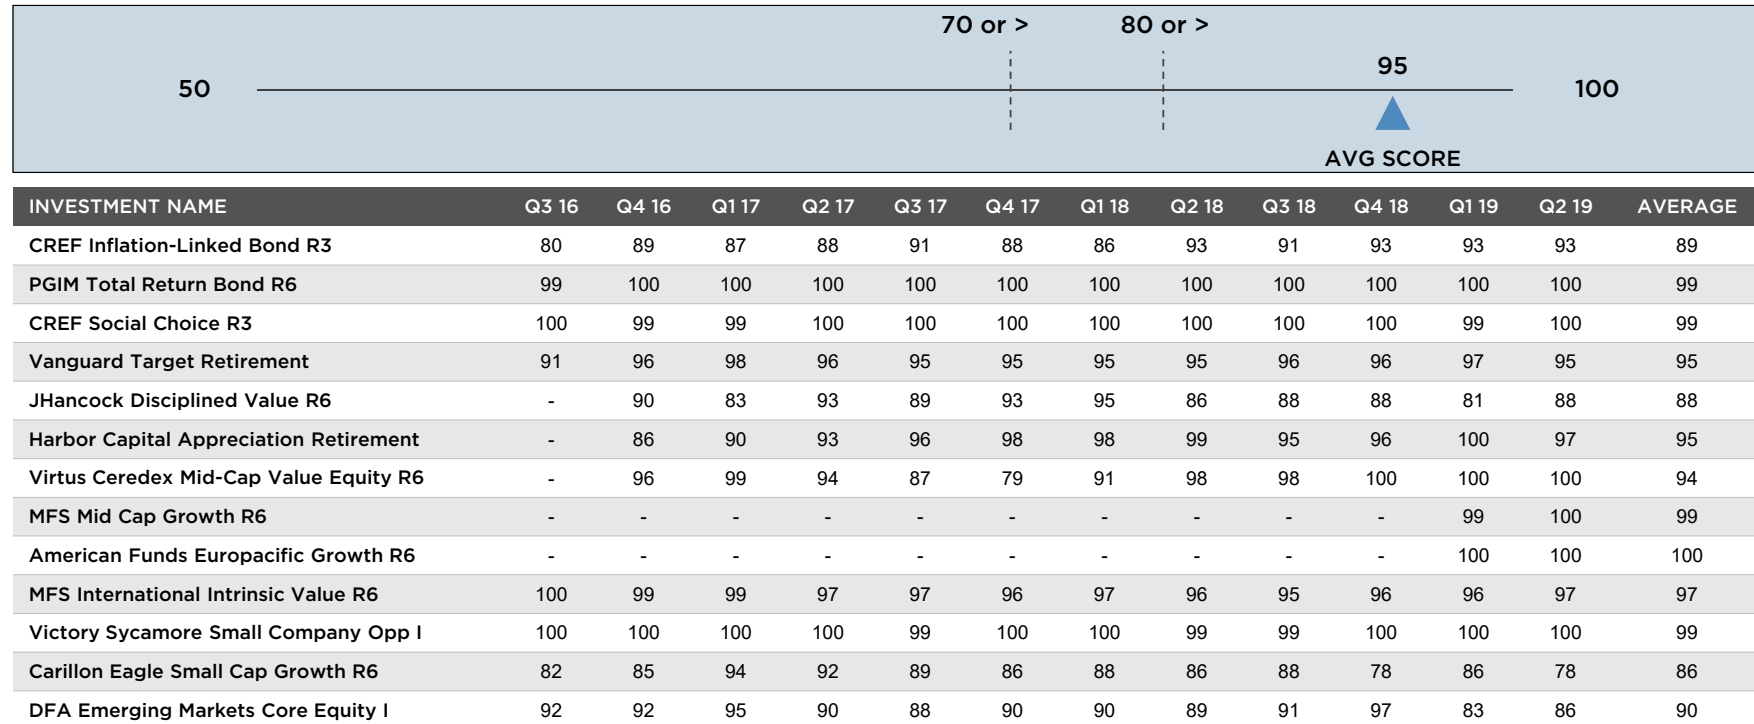 70 or > 80 or >
95
50 100
AVG SCORE
INVESTMENT NAME Q3 16 Q4 16 Q1 17 Q2 17 Q3 17 Q4 17 Q1 18 Q2 18 Q3 18 Q4 18 Q1 19 Q2 19 AVERAGE
CREF Inflation-Linked Bond R3 80 89 87 88 91 88 86 93 91 93 93 93 89
PGIM Total Return Bond R6 99 100 100 100 100 100 100 100 100 100 100 100 99
CREF Social Choice R3 100 99 99 100 100 100 100 100 100 100 99 100 99
Vanguard Target Retirement 91 96 98 96 95 95 95 95 96 96 97 95 95
JHancock Disciplined Value R6 - 90 83 93 89 93 95 86 88 88 81 88 88
Harbor Capital Appreciation Retirement - 86 90 93 96 98 98 99 95 96 100 97 95
Virtus Ceredex Mid-Cap Value Equity R6 - 96 99 94 87 79 91 98 98 100 100 100 94
MFS Mid Cap Growth R6 - - - - - - - - - - 99 100 99
American Funds Europacific Growth R6 - - - - - - - - - - 100 100 100
MFS International Intrinsic Value R6 100 99 99 97 97 96 97 96 95 96 96 97 97
Victory Sycamore Small Company Opp I 100 100 100 100 99 100 100 99 99 100 100 100 99
Carillon Eagle Small Cap Growth R6 82 85 94 92 89 86 88 86 88 78 86 78 86
DFA Emerging Markets Core Equity I 92 92 95 90 88 90 90 89 91 97 83 86 90